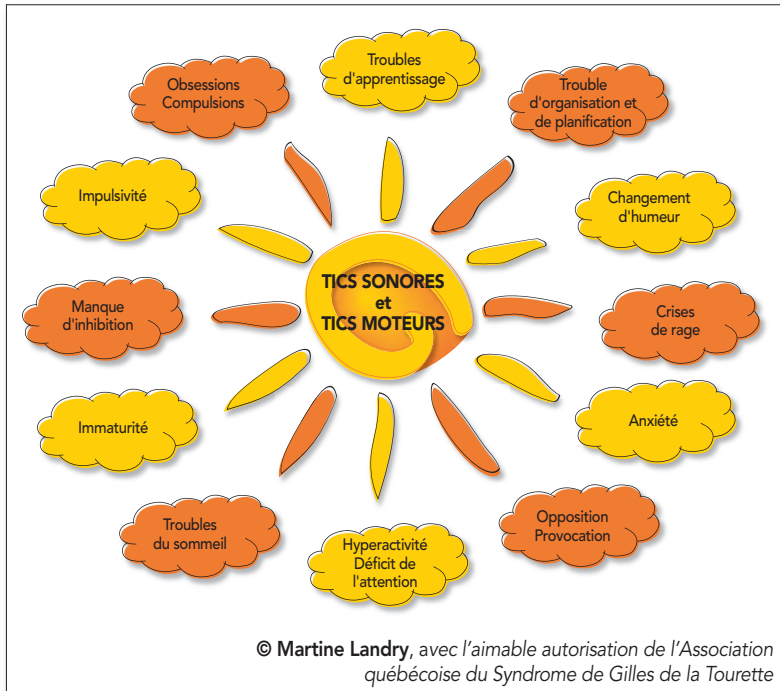 Troubles
d'apprentissage
Obsessions
Compulsions
Trouble
d'organisation et
de planification
Impulsivité
Changement
d'humeur
TICS SONORES
et
TICS MOTEURS
Manque
d'inhibition
Crises
de rage
Immaturité
Anxiété
Troubles
du sommeil
Hyperactivité
Déficit de
l'attention
Opposition
Provocation
© Martine Landry, avec l'aimable autorisation de l'Association
québécoise du Syndrome de Gilles de la Tourette